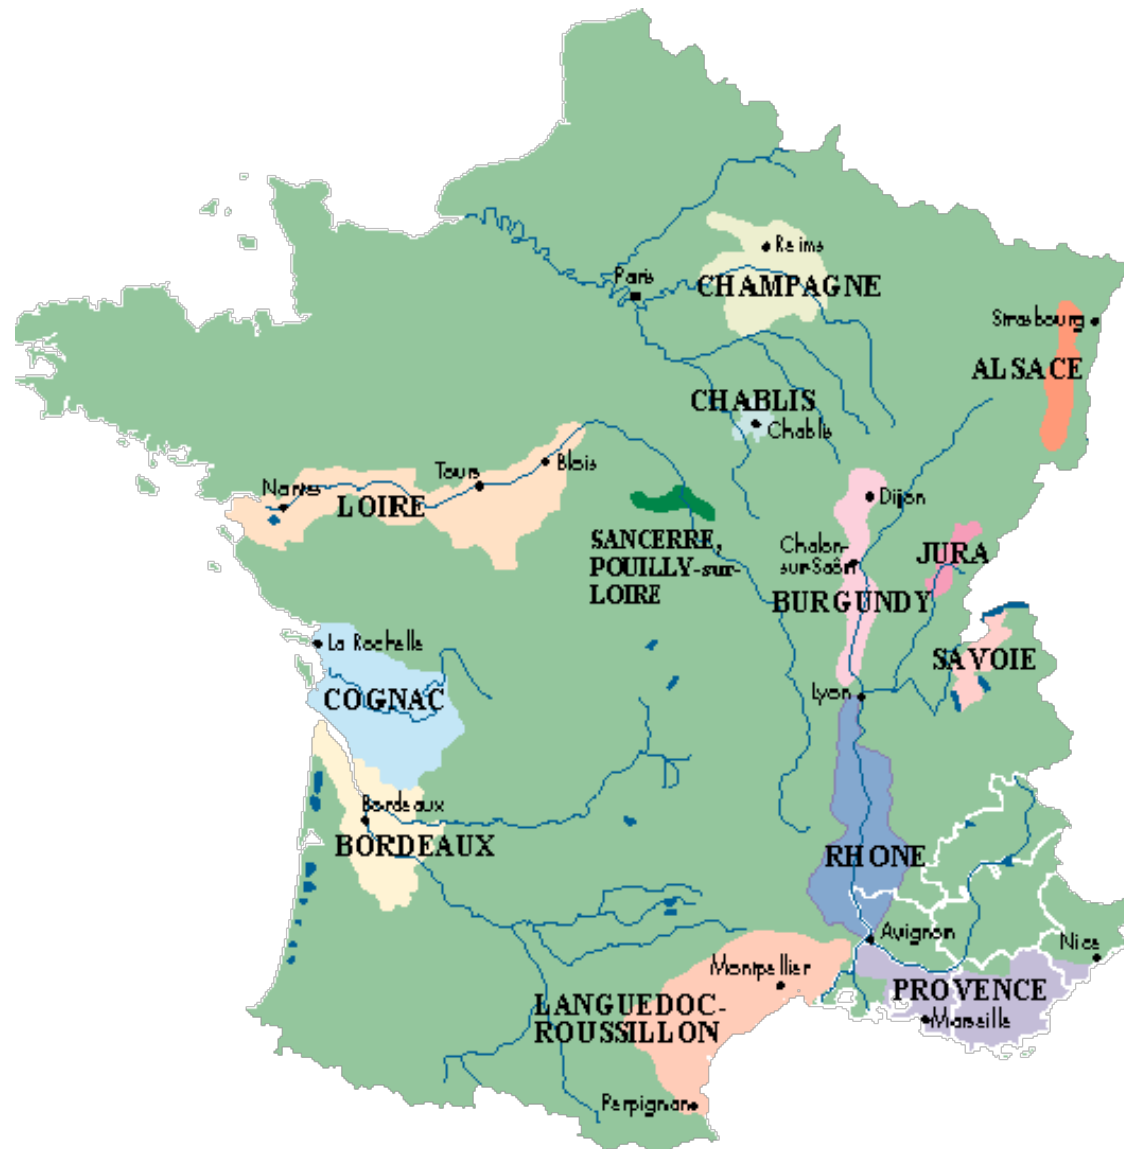 Reims
Paris
CHAMPAGNE
Strasbourg
ALSACE
CHABLIS
Chablis
Blois
Tours
Nantes
LOIRE
Dijon
SANCERRE,
POUILLY-sur-
LOIRE
Chalon-
sur-Saôn
JURA
BURGUNDY
La Rochelle
SAVOIE
COGNAC
Lyon
Bordeaux
BORDEAUX
RHONE
Avignon
Nice
Montpellier
PROVENCE
LANGUEDOC-
ROUSSILLON
Marseille
Perpignan